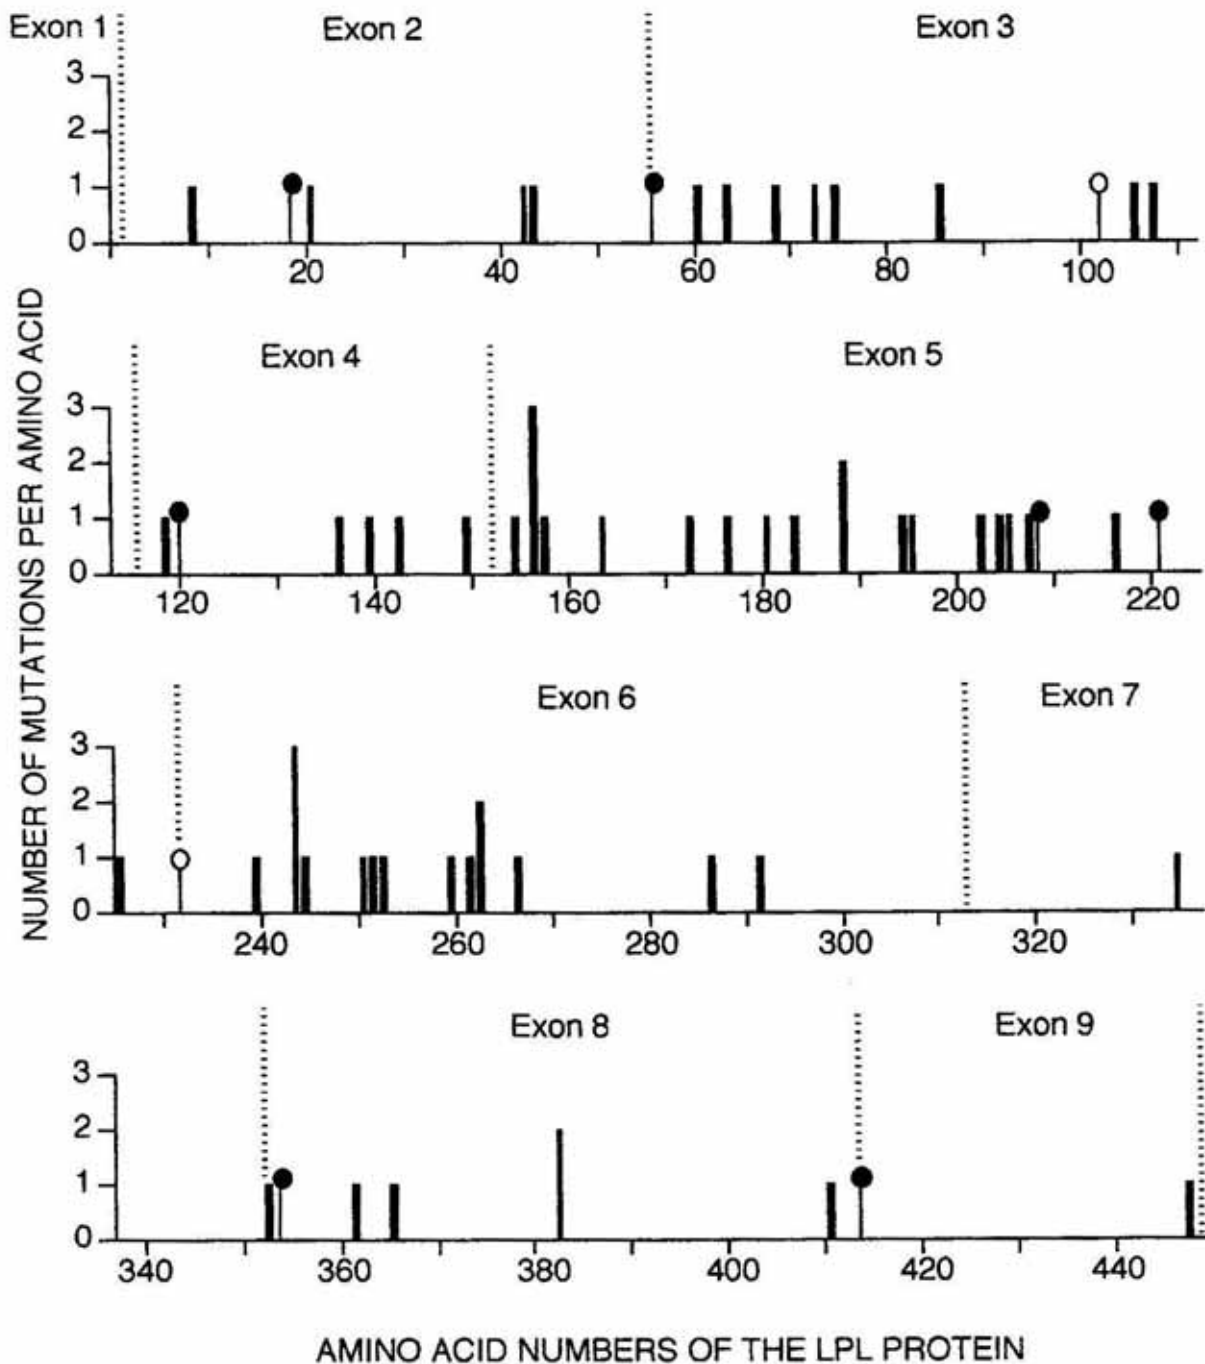 Exon 1 Exon 2 Exon 3
3
2
1
0
20 40 60 80 100
Exon 4 Exon 5
3
2
1
0
120 140 160 180 200 220
Exon 6 Exon 7
3
2
1
0
240 260 280 300 320
Exon 8 Exon 9
3
2
1
0
340 360 380 400 420 440
NUMBER OF MUTATIONS PER AMINO ACID
AMINO ACID NUMBERS OF THE LPL PROTEIN